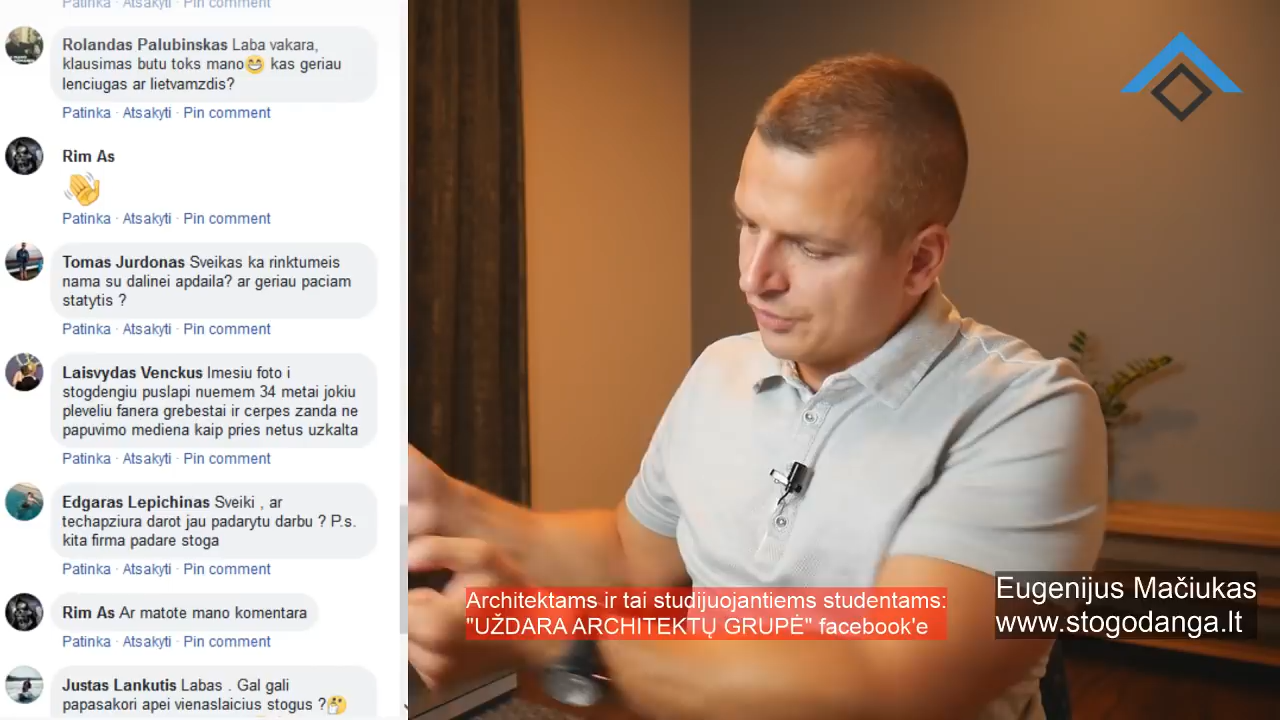 Patinka · Atsakyti · Pin comment
Rolandas Palubinskas Laba vakara,
klausimas butu toks mano😁 kas geriau
lenciugas ar lietvamzdis?
Patinka · Atsakyti · Pin comment
Rim As
Patinka · Atsakyti · Pin comment
Tomas Jurdonas Sveikas ka rinktumeis
nama su dalinei apdaila? ar geriau paciam
statytis ?
Patinka · Atsakyti · Pin comment
Laisvydas Venckus Imesiu foto i
stogdengiu puslapi nuemem 34 metai jokiu
pleveliu fanera grebestai ir cerpes zanda ne
papuvimo mediena kaip pries netus uzkalta
Patinka · Atsakyti · Pin comment
Edgaras Lepichinas Sveiki , ar
techapziura darot jau padarytu darbu ? P.s.
kita firma padare stoga
Patinka · Atsakyti · Pin comment
Rim As Ar matote mano komentara
Patinka · Atsakyti · Pin comment
Justas Lankutis Labas . Gal gali
papasakori apei vienaslaicius stogus ?🤔
Architektams ir tai studijuojantiems studentams:
"UŽDARA ARCHITEKTŲ GRUPĖ" facebook'e
Eugenijus Mačiukas
www.stogodanga.lt